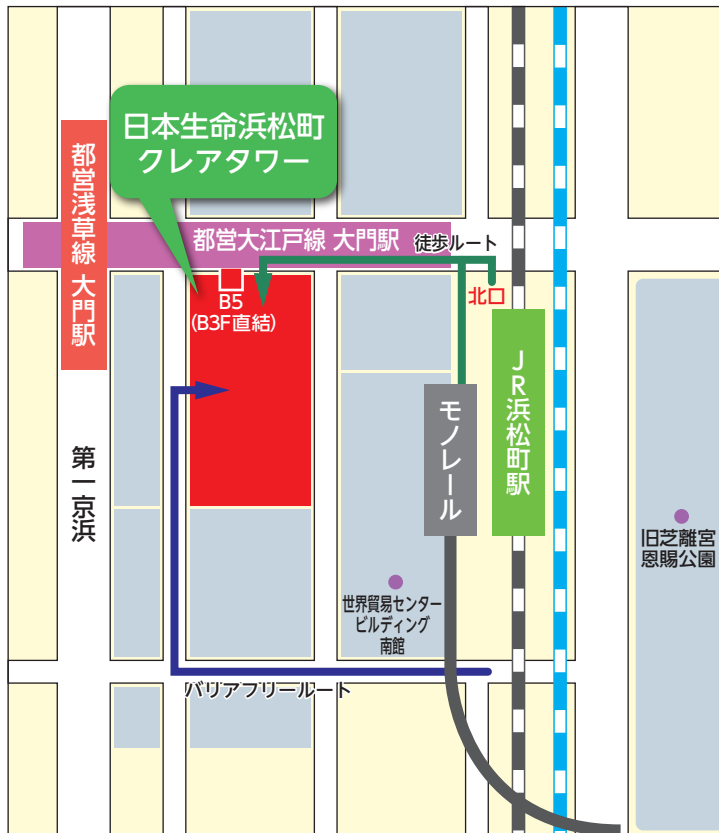 日本生命浜松町
クレアタワー
都営浅草線 大門駅
都営大江戸線 大門駅
徒歩ルート
北口
B5
(B3F直結)
JR浜松町駅
モノレール
第一京浜
旧芝離宮
恩賜公園
世界貿易センター
ビルディング
南館
バリアフリールート